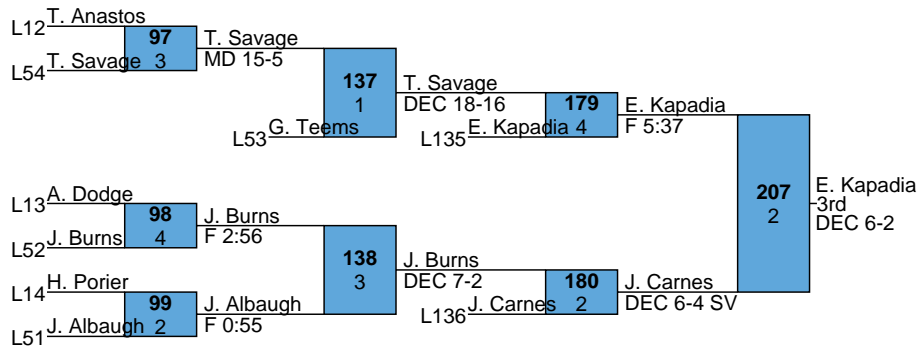 L12 T. Anastos
97
3
L54 T. Savage
T. Savage
MD 15-5
137
1
L53 G. Teems
T. Savage
DEC 18-16
179
4
L135 E. Kapadia
E. Kapadia
F 5:37
L13 A. Dodge
98
4
L52 J. Burns
J. Burns
F 2:56
L14 H. Porier
99
2
L51 J. Albaugh
J. Albaugh
F 0:55
138
3
J. Burns
DEC 7-2
180
2
L136 J. Carnes
J. Carnes
DEC 6-4 SV
207
2
E. Kapadia
3rd
DEC 6-2